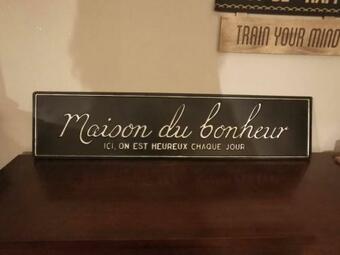 TRAIN YOUR MIND
Maison du bonheur
ICI, ON EST HEUREUX CHAQUE JOUR